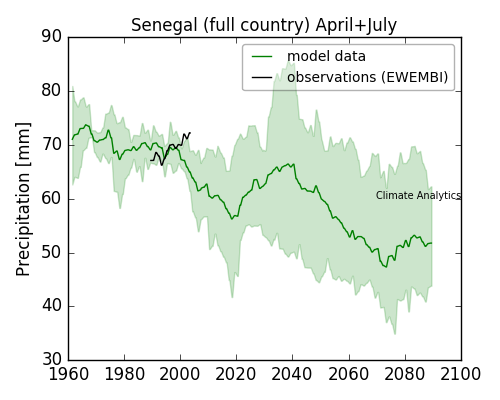 Senegal (full country) April+July
90
80
70
60
50
40
30
Precipitation [mm]
model data
observations (EWEMBI)
Climate Analytics
1960 1980 2000 2020 2040 2060 2080 2100